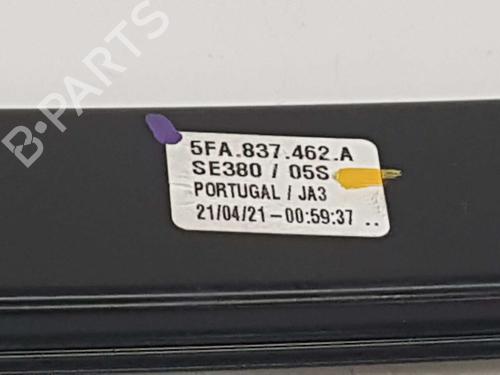 B-PARTS
5FA.837.462.A
SE380 / 05S
PORTUGAL / JA3
21/04/21-00:59:37 ..